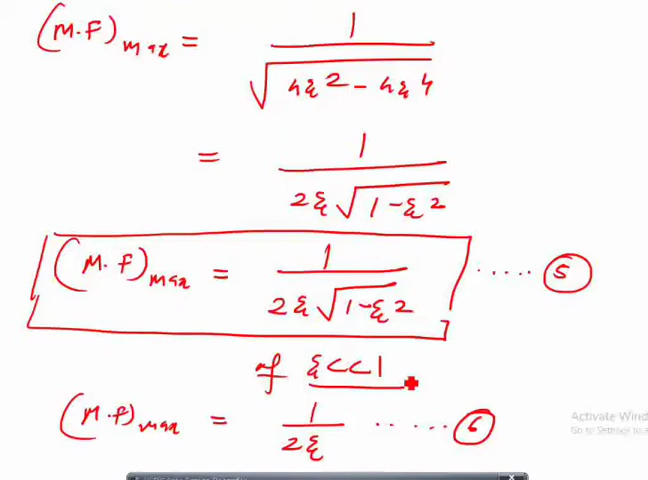 (M.F)max = 1 / √(4ξ2 - 4ξ4)
= 1 / 2ξ√(1-ξ2)
(M.F)max = 1 / 2ξ√(1-ξ2) ..... 5
if ξ<<1
(M.F)max = 1 / 2ξ ...... 6
Activate Wind
Go to Settings to a